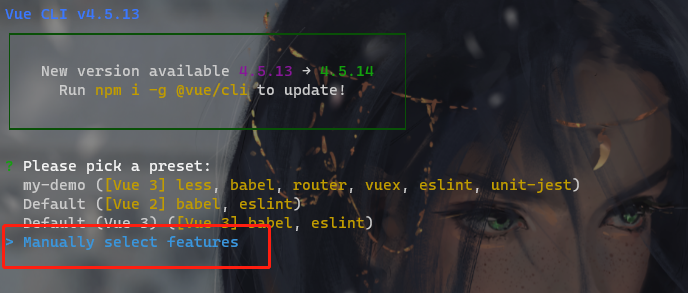 Vue CLI v4.5.13
New version available 4.5.13 → 4.5.14
Run npm i -g @vue/cli to update!
? Please pick a preset:
my-demo ([Vue 3] less, babel, router, vuex, eslint, unit-jest)
Default ([Vue 2] babel, eslint)
Default (Vue 3) ([Vue 3] babel, eslint)
> Manually select features